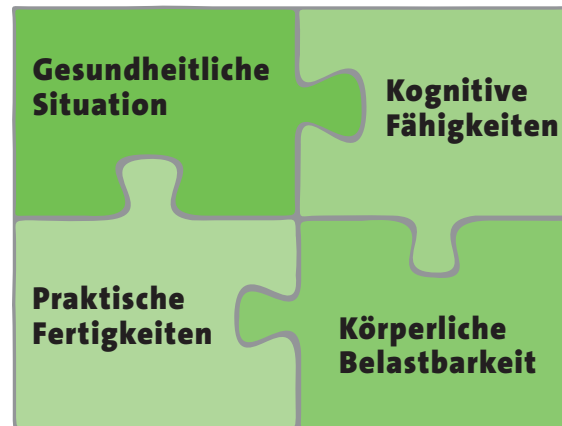 Gesundheitliche
Situation
Kognitive
Fähigkeiten
Praktische
Fertigkeiten
Körperliche
Belastbarkeit